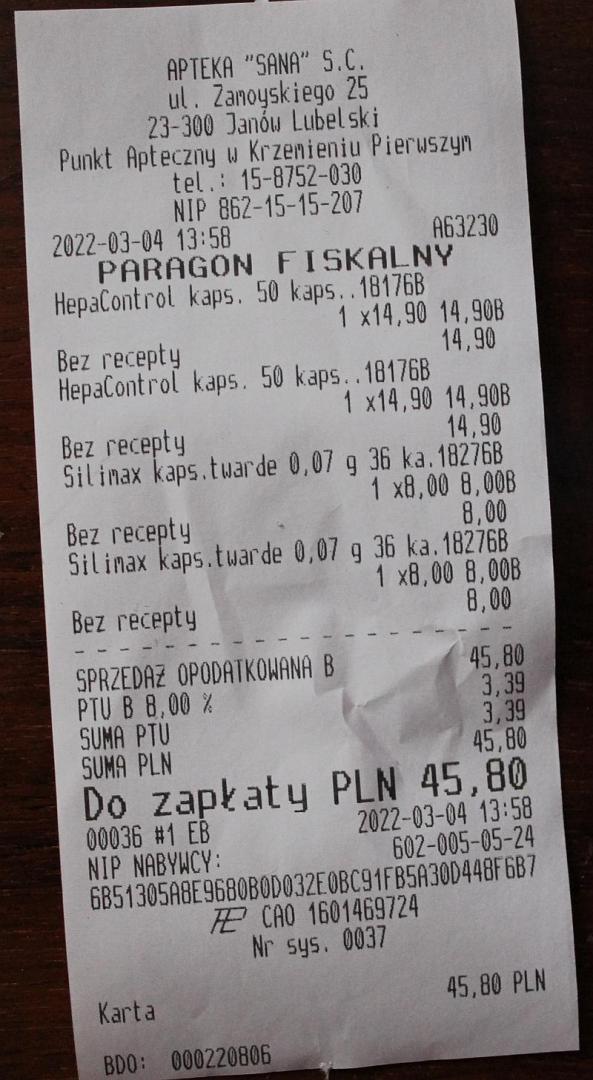 APTEKA "SANA" S.C.
ul. Zamoyskiego 25
23-300 Janów Lubelski
Punkt Apteczny w Krzemieniu Pierwszym
tel.: 15-8752-030
NIP 862-15-15-207
2022-03-04 13:58 A63230
PARAGON FISKALNY
HepaControl kaps. 50 kaps..18176B
1 x14,90 14,90B
14,90
Bez recepty
HepaControl kaps. 50 kaps..18176B
1 x14,90 14,90B
14,90
Bez recepty
Silimax kaps.twarde 0,07 g 36 ka.18276B
1 x8,00 8,00B
8,00
Bez recepty
Silimax kaps.twarde 0,07 g 36 ka.18276B
1 x8,00 8,00B
8,00
Bez recepty
SPRZEDAŻ OPODATKOWANA B 45,80
PTU B 8,00 % 3,39
SUMA PTU 3,39
SUMA PLN 45,80
Do zapłaty PLN 45,80
00036 #1 EB 2022-03-04 13:58
NIP NABYWCY: 602-005-05-24
6B51305A8E9680B0D032E0BC91FB5A30D448F6B7
CAO 1601469724
Nr sys. 0037
Karta 45,80 PLN
BDO: 000220806